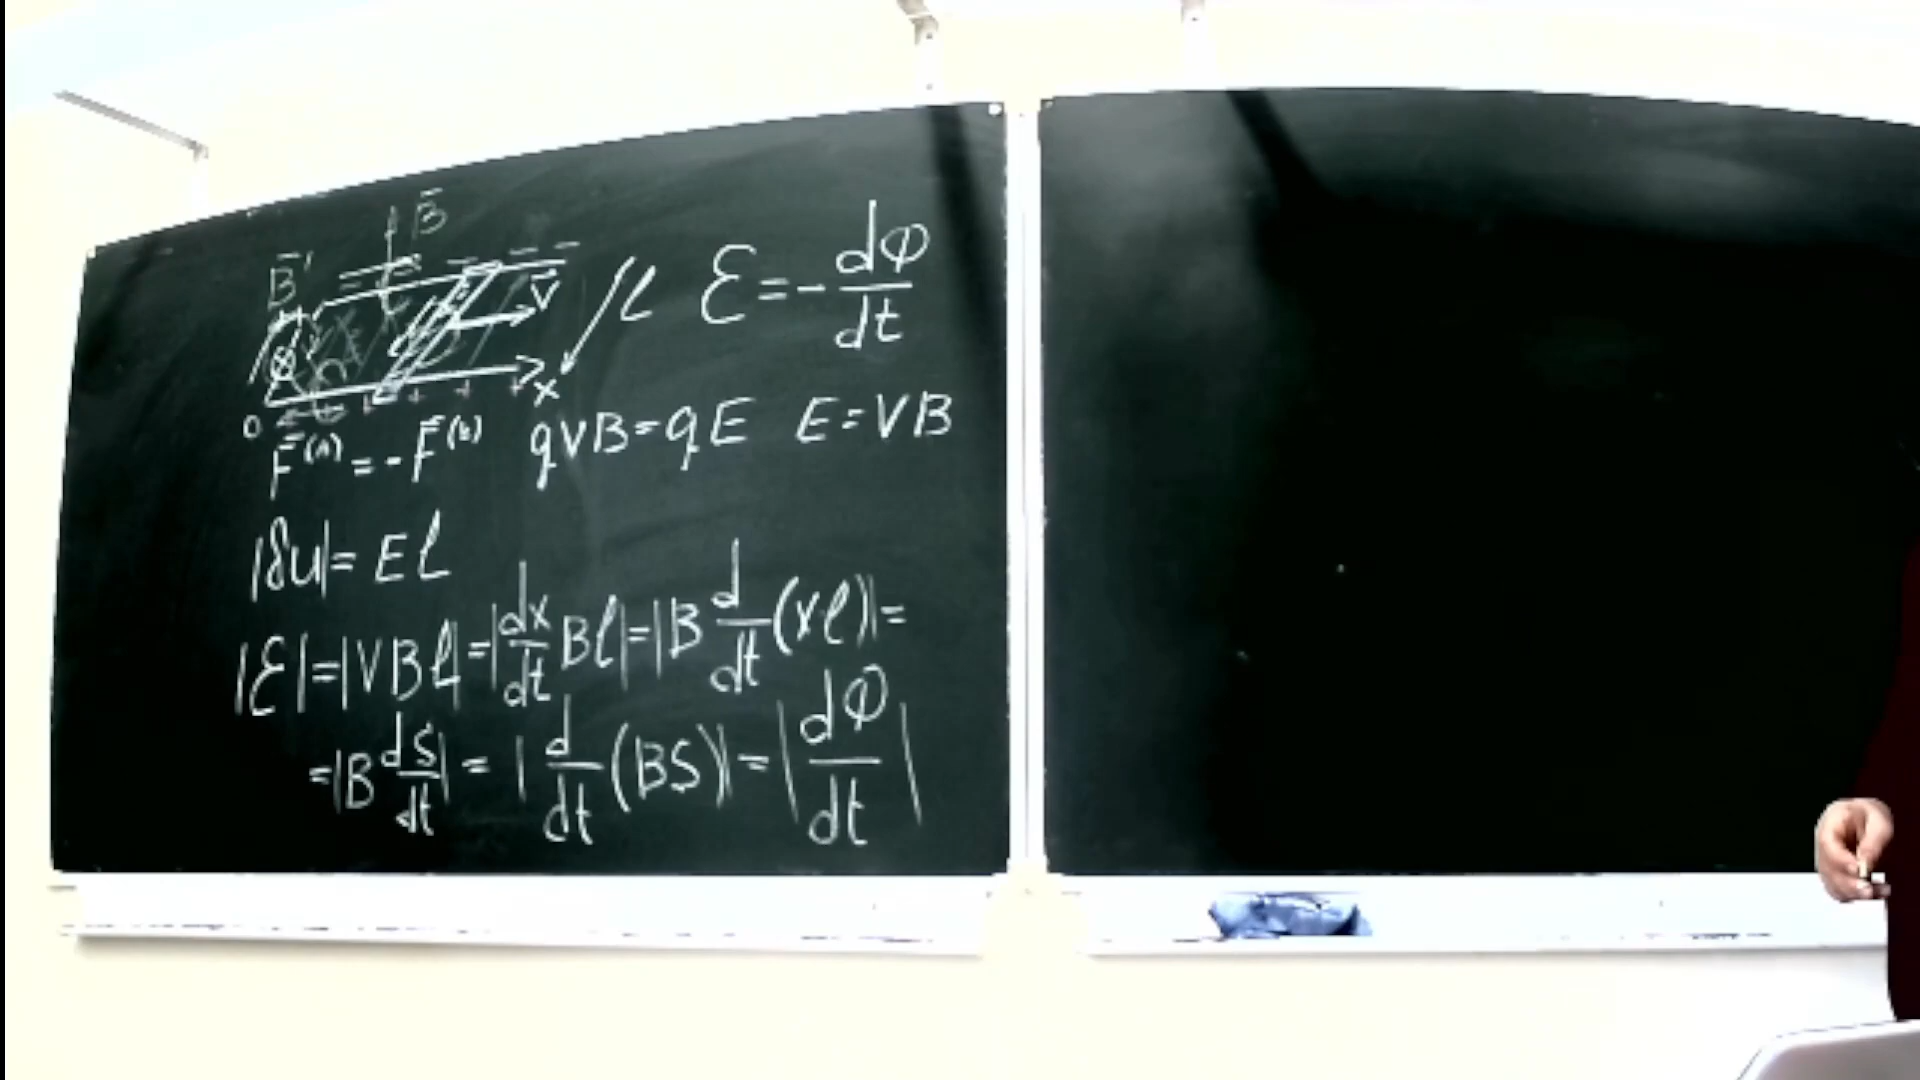 B̄
B̄'
- - -
V̄
l
⊗
+ + +
x
0
ℰ = - dΦ/dt
qVB = qE E = VB
|δu| = El
|ℰ| = |VBl| = |dx/dt Bl| = |B d/dt (xl)| =
= |B dS/dt| = |d/dt (BS)| = |dΦ/dt|